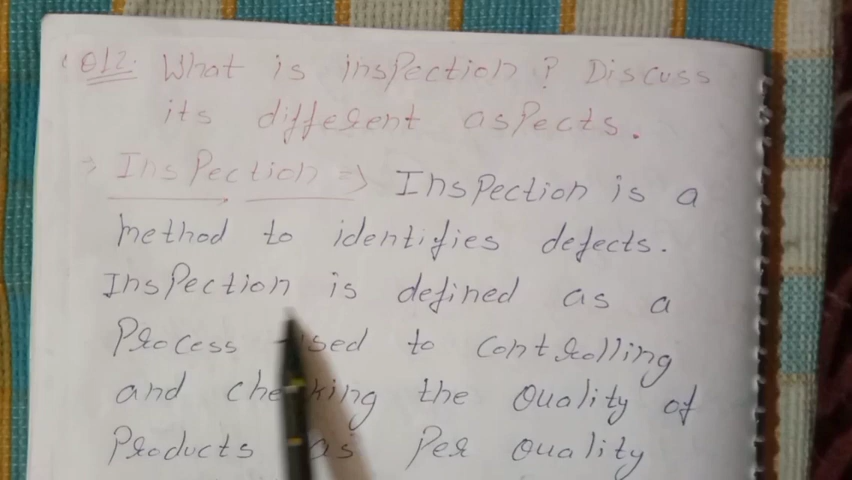 Q12. What is inspection? Discuss
its different aspects.
→ Inspection ⇒ Inspection is a
method to identifies defects.
Inspection is defined as a
Process used to controlling
and checking the Quality of
Products as Per Quality